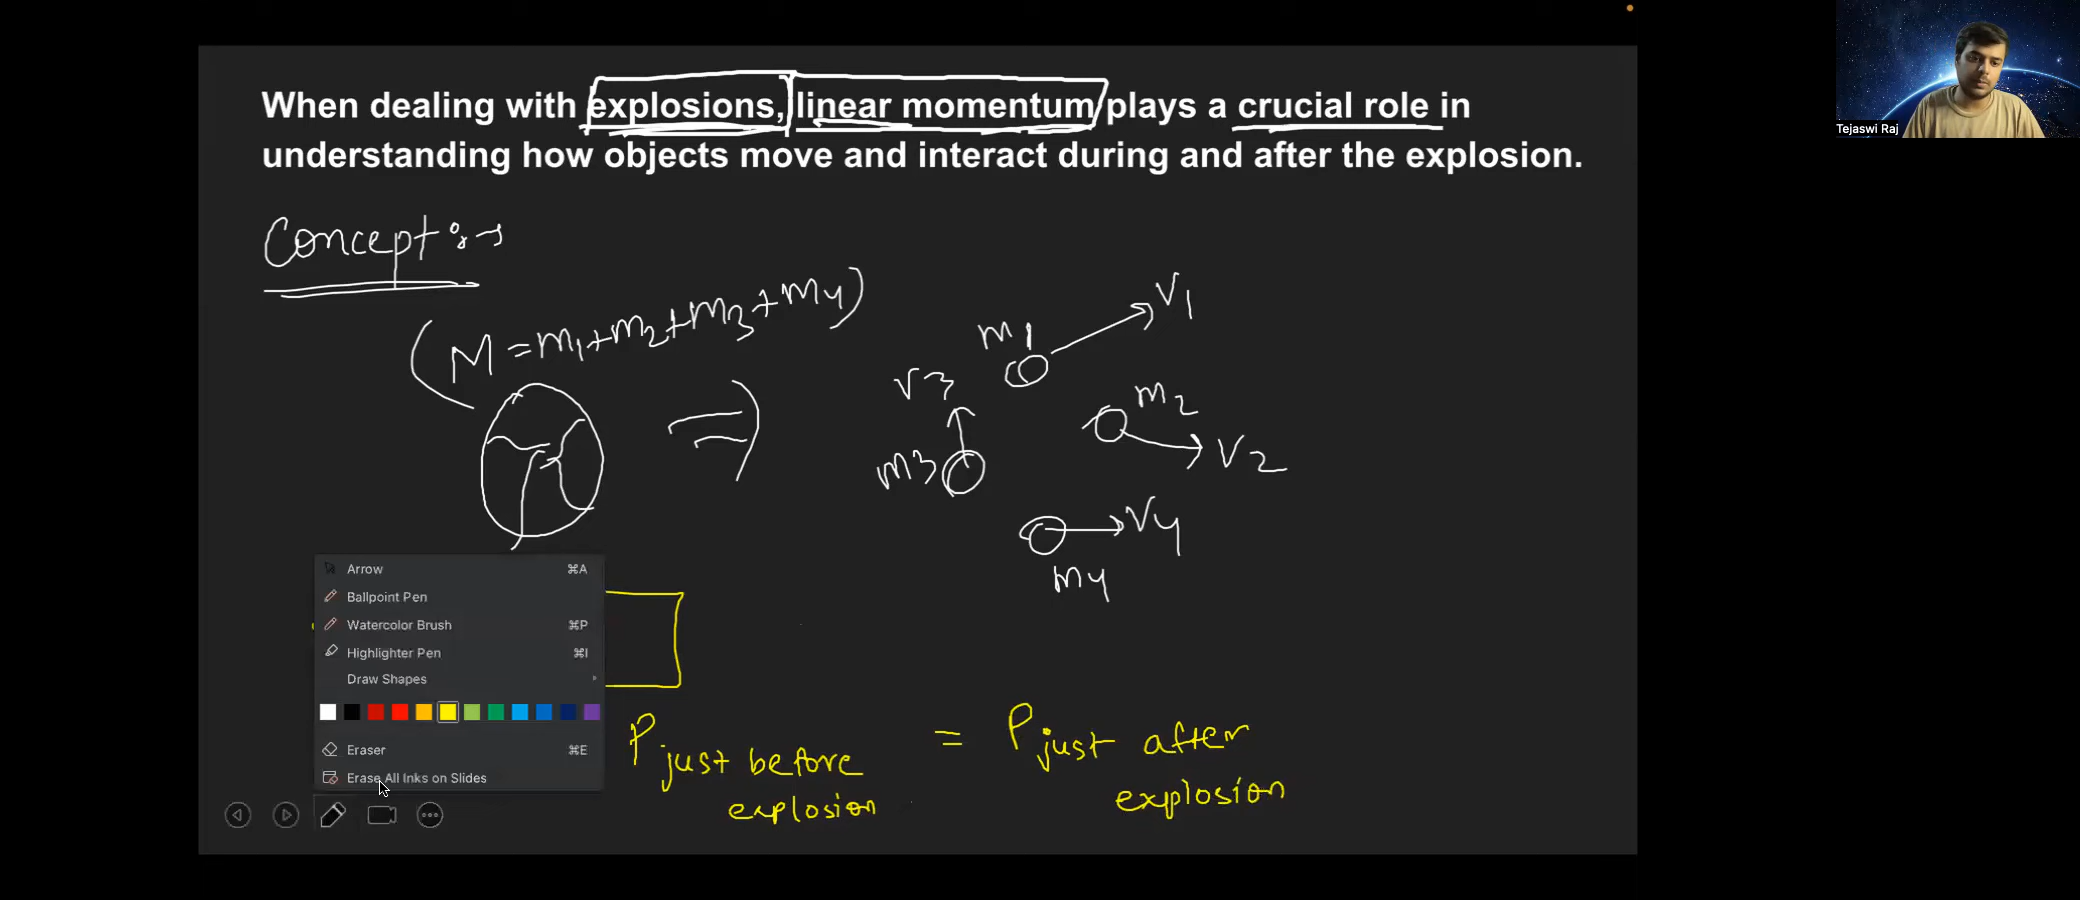 When dealing with explosions, linear momentum plays a crucial role in
understanding how objects move and interact during and after the explosion.
Tejaswi Raj
Concept :→
(M = m1 + m2 + m3 + m4)
m1
v1
v3
m2
v2
m3
v4
m4
Arrow ⌘A
Ballpoint Pen
Watercolor Brush ⌘P
Highlighter Pen ⌘I
Draw Shapes
Eraser ⌘E
Erase All Inks on Slides
P just before explosion = P just after explosion